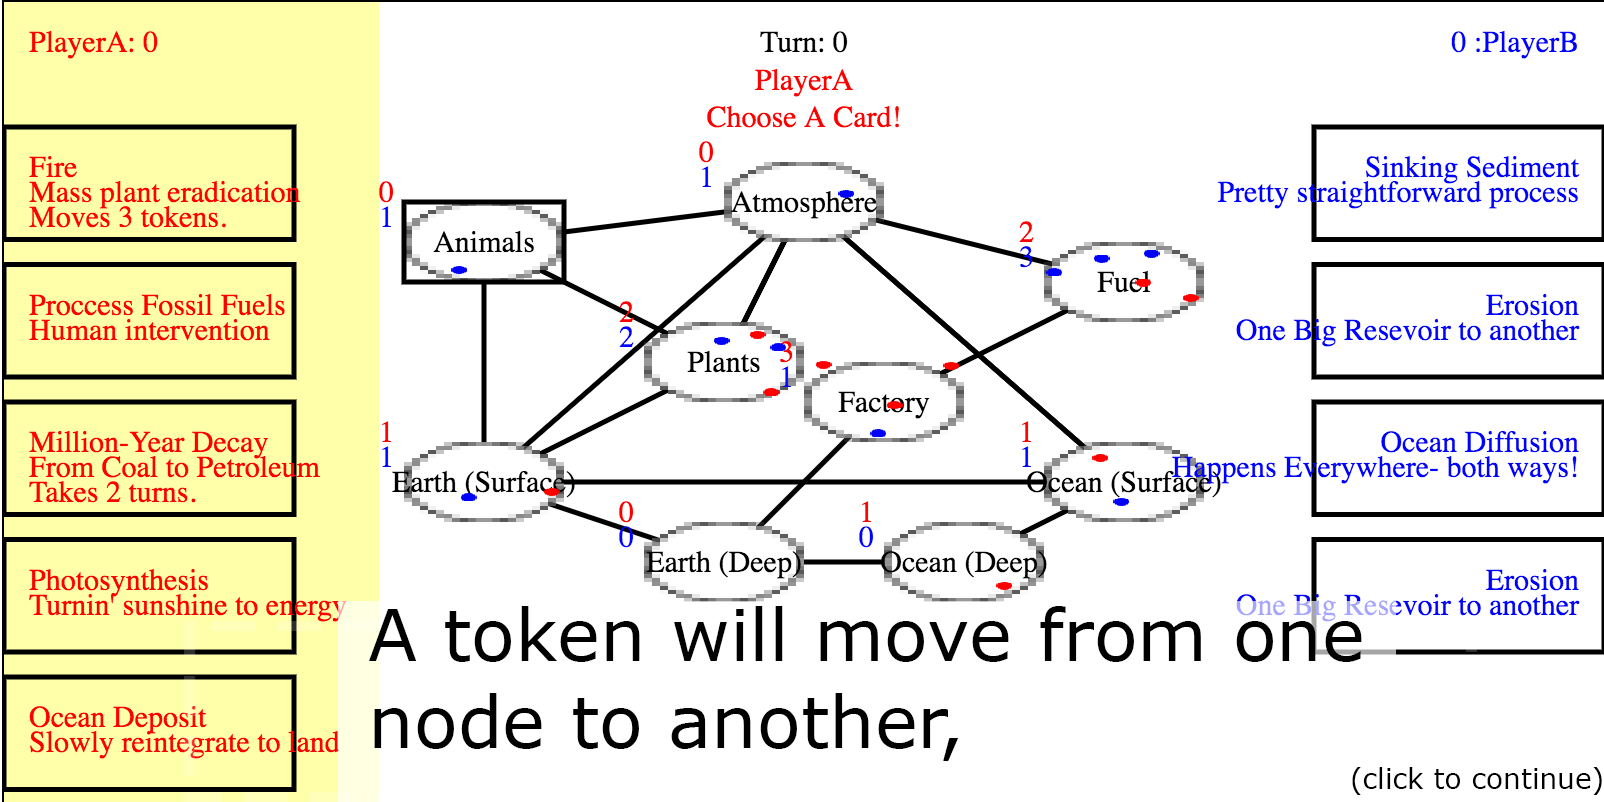 PlayerA: 0
Turn: 0
0 :PlayerB
PlayerA
Choose A Card!
Fire
Mass plant eradication
Moves 3 tokens.
Proccess Fossil Fuels
Human intervention
Million-Year Decay
From Coal to Petroleum
Takes 2 turns.
Photosynthesis
Turnin' sunshine to energy
Ocean Deposit
Slowly reintegrate to land
0
1
Atmosphere
0
1
Animals
2
3
Fuel
2
2
Plants
3
1
Factory
1
1
Earth (Surface)
1
1
Ocean (Surface)
0
0
Earth (Deep)
1
0
Ocean (Deep)
Sinking Sediment
Pretty straightforward process
Erosion
One Big Resevoir to another
Ocean Diffusion
Happens Everywhere- both ways!
Erosion
One Big Resevoir to another
A token will move from one
node to another,
(click to continue)